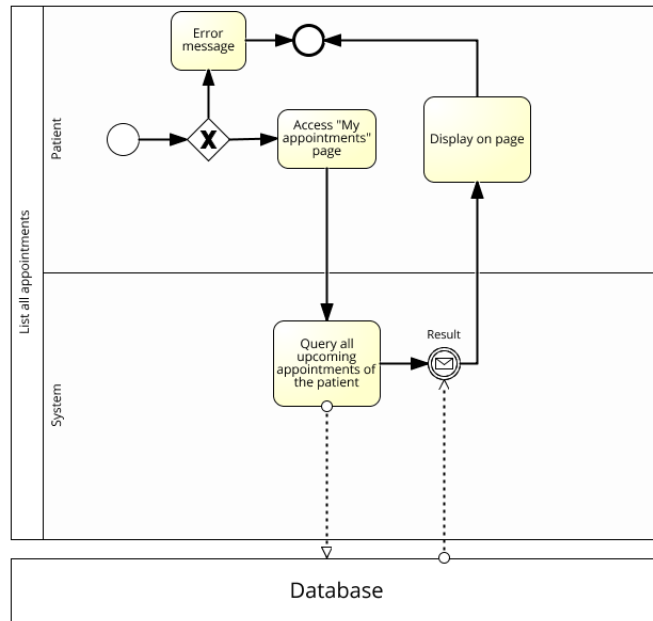 List all appointments
Patient
Error
message
Access "My
appointments"
page
Display on page
System
Query all
upcoming
appointments of
the patient
Result
Database